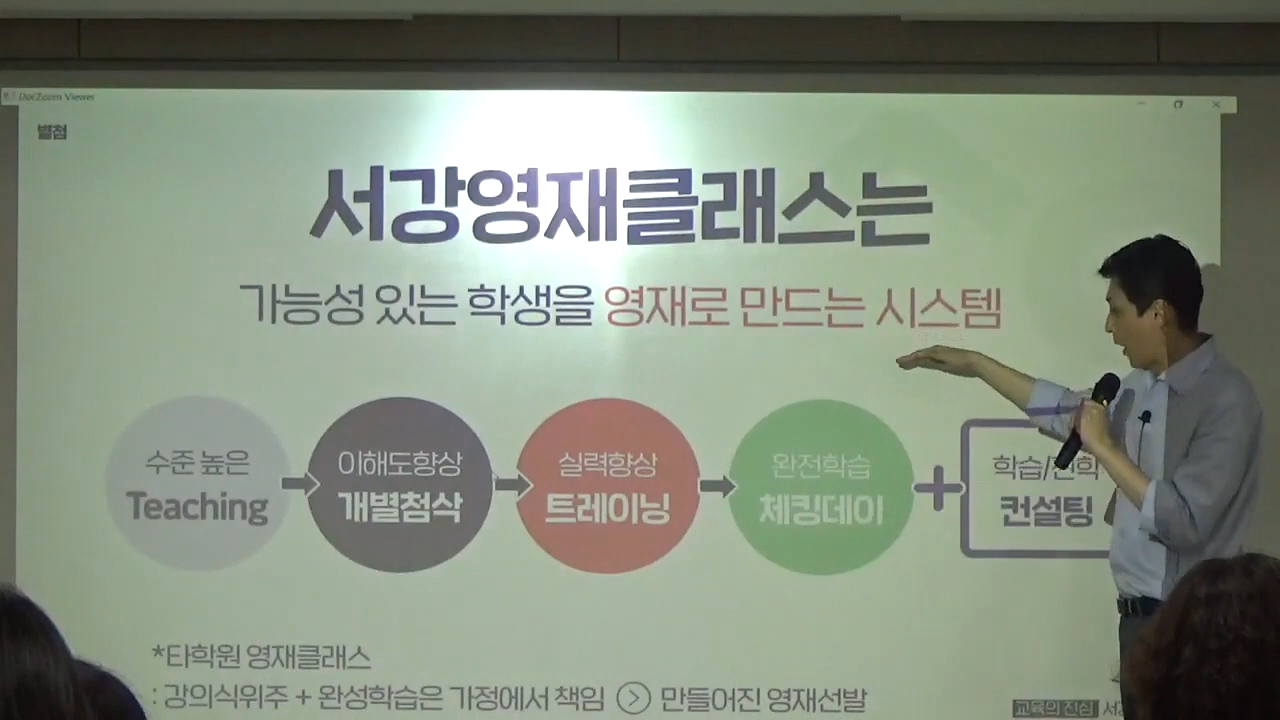 DocZoom Viewer
별첨
서강영재클래스는
가능성 있는 학생을 영재로 만드는 시스템
수준 높은
Teaching
이해도향상
개별첨삭
실력향상
트레이닝
완전학습
체킹데이
+
학습/진학
컨설팅
*타학원 영재클래스
: 강의식위주 + 완성학습은 가정에서 책임 > 만들어진 영재선발
교육의 진심 서강